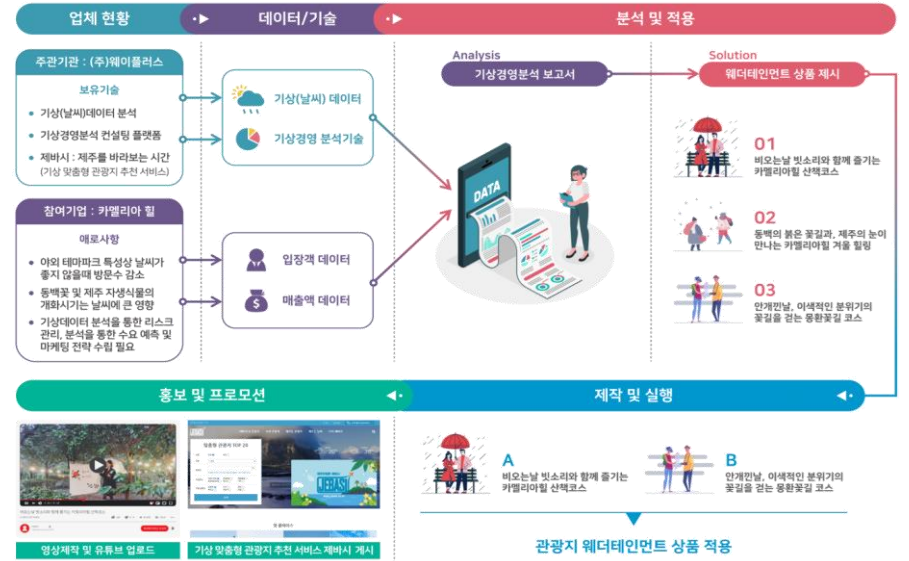 업체 현황
데이터/기술
분석 및 적용
주관기관 : (주)웨이플러스
보유기술
• 기상(날씨)데이터 분석
• 기상경영분석 컨설팅 플랫폼
• 제바시 : 제주를 바라보는 시간
(기상 맞춤형 관광지 추천 서비스)
참여기업 : 카멜리아 힐
애로사항
• 야외 테마파크 특성상 날씨가
좋지 않을때 방문수 감소
• 동백꽃 및 제주 자생식물의
개화시기는 날씨에 큰 영향
• 기상데이터 분석을 통한 리스크
관리, 분석을 통한 수요 예측 및
마케팅 전략 수립 필요
기상(날씨) 데이터
기상경영 분석기술
입장객 데이터
매출액 데이터
Analysis
기상경영분석 보고서
DATA
Solution
웨더테인먼트 상품 제시
01
비오는날 빗소리와 함께 즐기는
카멜리아힐 산책코스
02
동백의 붉은 꽃길과, 제주의 눈이
만나는 카멜리아힐 겨울 힐링
03
안개낀날, 이색적인 분위기의
꽃길을 걷는 몽환꽃길 코스
홍보 및 프로모션
제작 및 실행
맞춤형 관광지 TOP 20
JEBASI
영상제작 및 유튜브 업로드
기상 맞춤형 관광지 추천 서비스 제바시 게시
A
비오는날 빗소리와 함께 즐기는
카멜리아힐 산책코스
B
안개낀날, 이색적인 분위기의
꽃길을 걷는 몽환꽃길 코스
관광지 웨더테인먼트 상품 적용